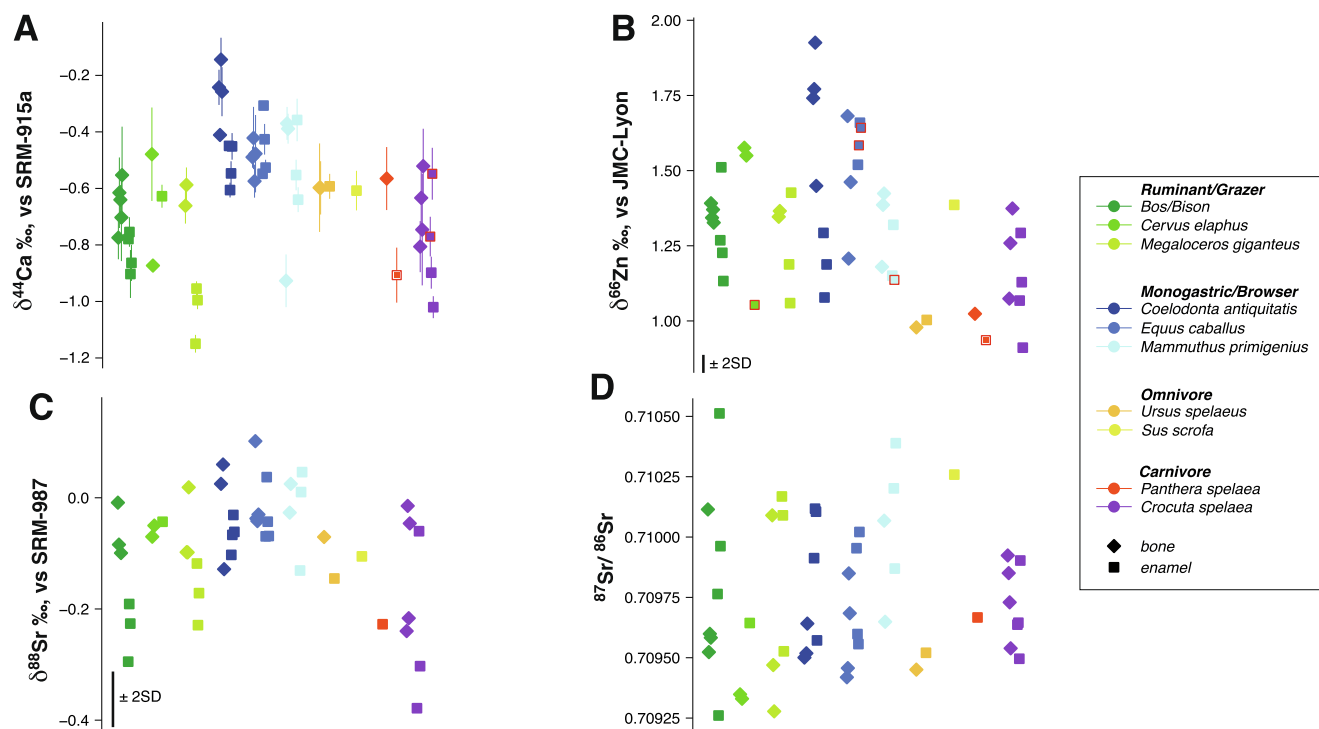 A
δ44Ca ‰, vs SRM-915a
−0.2
−0.4
−0.6
−0.8
−1.0
−1.2
B
δ66Zn ‰, vs JMC-Lyon
2.00
1.75
1.50
1.25
1.00
± 2SD
C
δ88Sr ‰, vs SRM-987
0.0
−0.2
−0.4
± 2SD
D
87Sr/ 86Sr
0.71050
0.71025
0.71000
0.70975
0.70950
0.70925
Ruminant/Grazer
Bos/Bison
Cervus elaphus
Megaloceros giganteus
Monogastric/Browser
Coelodonta antiquitatis
Equus caballus
Mammuthus primigenius
Omnivore
Ursus spelaeus
Sus scrofa
Carnivore
Panthera spelaea
Crocuta spelaea
bone
enamel